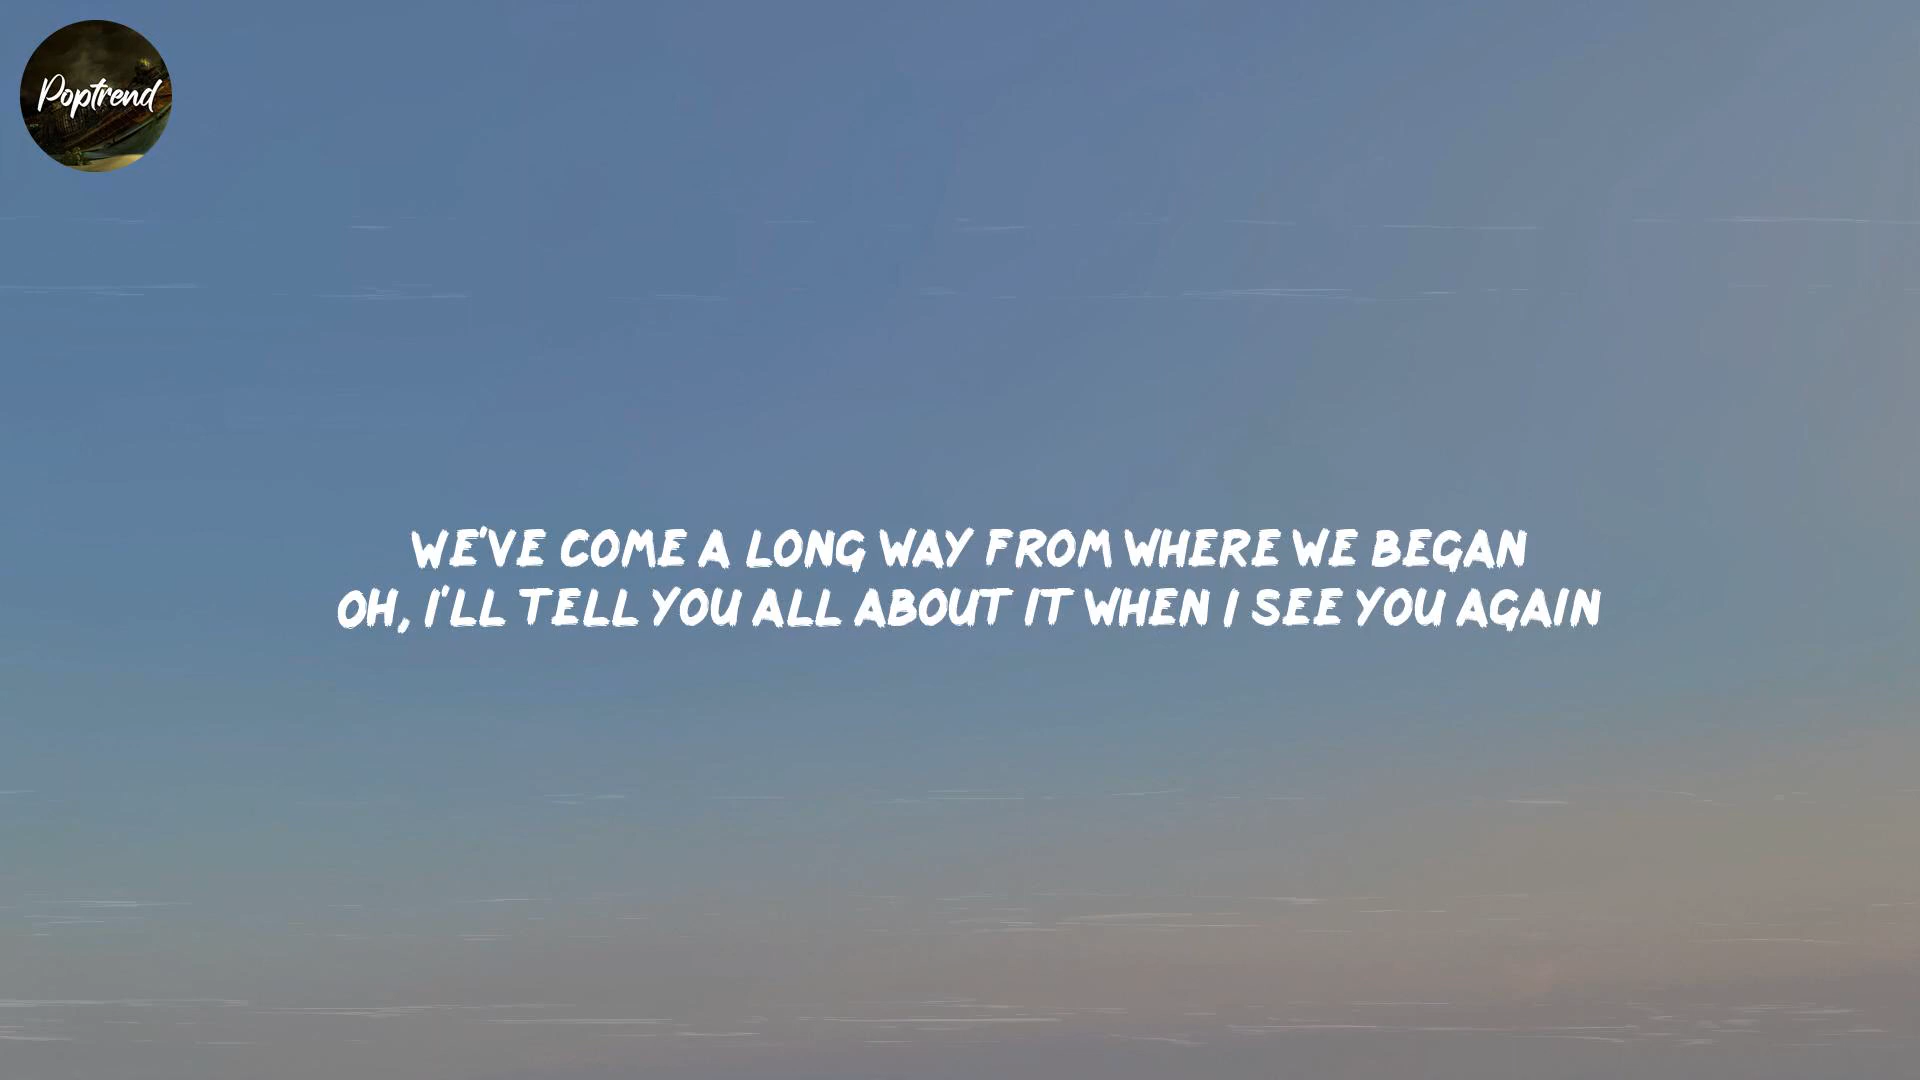 Poptrend
WE'VE COME A LONG WAY FROM WHERE WE BEGAN
OH, I'LL TELL YOU ALL ABOUT IT WHEN I SEE YOU AGAIN